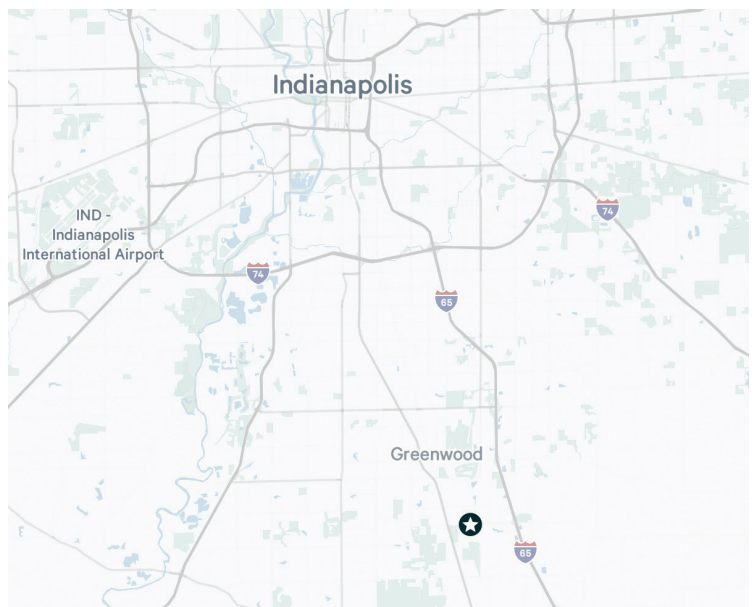 Indianapolis
IND -
Indianapolis
International Airport
74
74
65
Greenwood
65